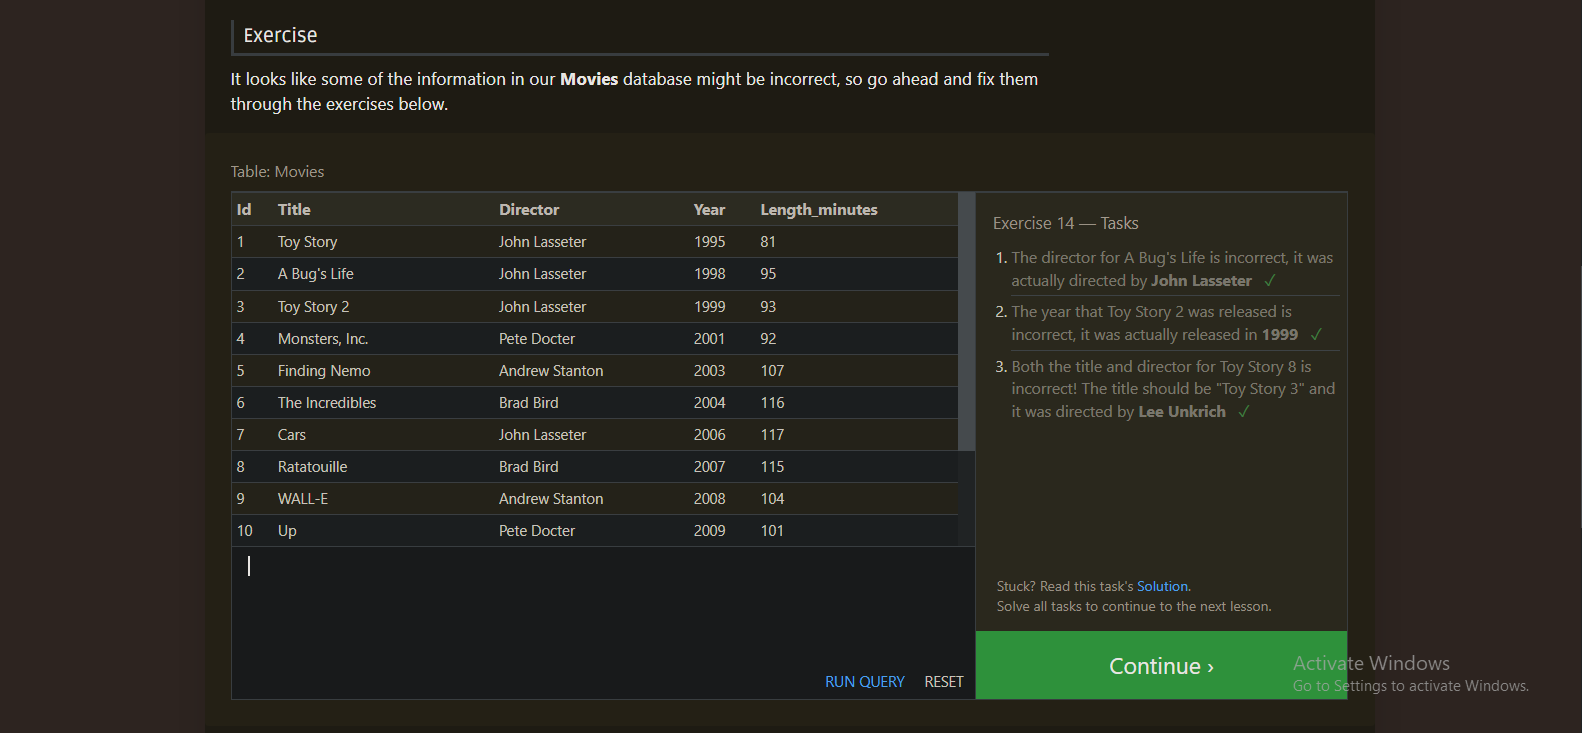 Exercise
It looks like some of the information in our Movies database might be incorrect, so go ahead and fix them
through the exercises below.
Table: Movies
Id Title Director Year Length_minutes
1 Toy Story John Lasseter 1995 81
2 A Bug's Life John Lasseter 1998 95
3 Toy Story 2 John Lasseter 1999 93
4 Monsters, Inc. Pete Docter 2001 92
5 Finding Nemo Andrew Stanton 2003 107
6 The Incredibles Brad Bird 2004 116
7 Cars John Lasseter 2006 117
8 Ratatouille Brad Bird 2007 115
9 WALL-E Andrew Stanton 2008 104
10 Up Pete Docter 2009 101
RUN QUERY RESET
Exercise 14 — Tasks
1. The director for A Bug's Life is incorrect, it was
actually directed by John Lasseter ✓
2. The year that Toy Story 2 was released is
incorrect, it was actually released in 1999 ✓
3. Both the title and director for Toy Story 8 is
incorrect! The title should be "Toy Story 3" and
it was directed by Lee Unkrich ✓
Stuck? Read this task's Solution.
Solve all tasks to continue to the next lesson.
Continue ›
Activate Windows
Go to Settings to activate Windows.